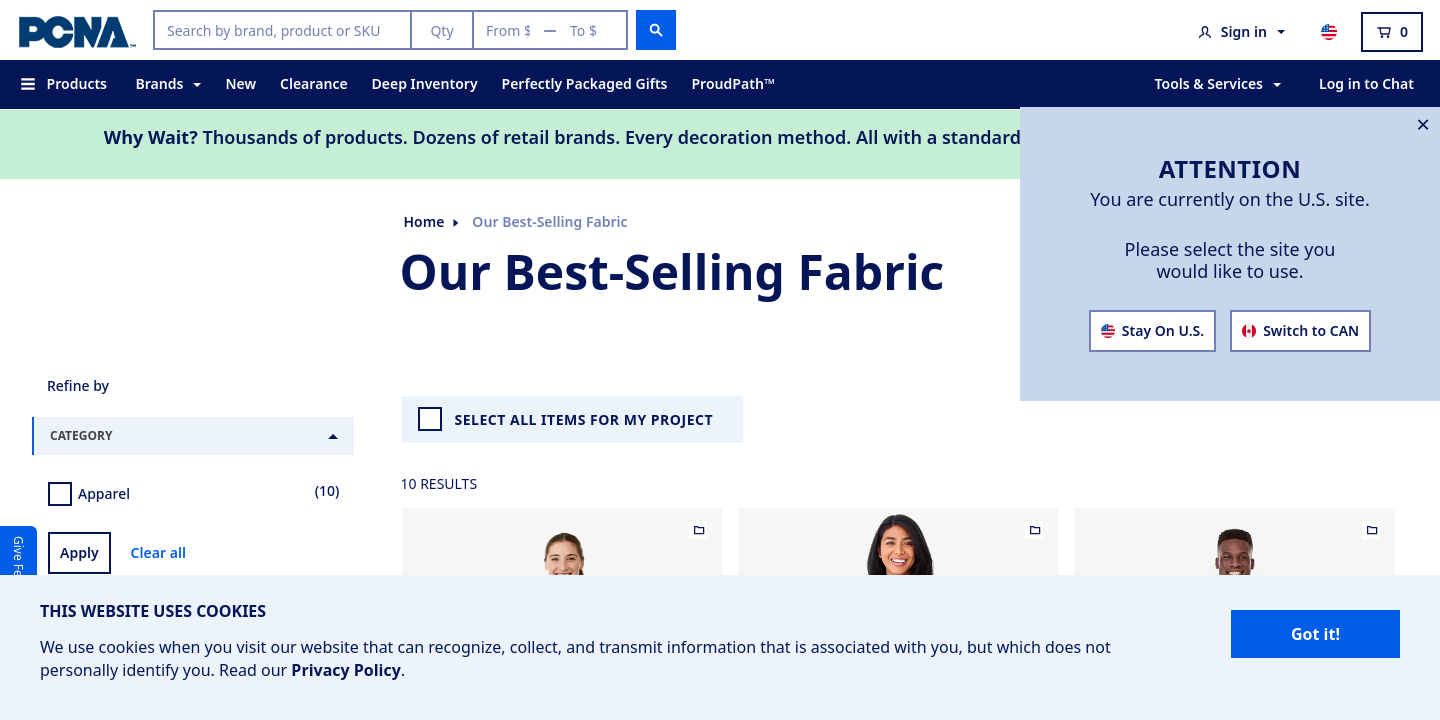 PCNA™
Search by brand, product or SKU
Qty
From $ — To $
Sign in
0
Products
Brands
New
Clearance
Deep Inventory
Perfectly Packaged Gifts
ProudPath™
Tools & Services
Log in to Chat
Why Wait? Thousands of products. Dozens of retail brands. Every decoration method. All with a standard
ATTENTION
You are currently on the U.S. site.
Please select the site you
would like to use.
Stay On U.S.
Switch to CAN
Home
Our Best-Selling Fabric
Our Best-Selling Fabric
Refine by
CATEGORY
Apparel
(10)
Apply
Clear all
SELECT ALL ITEMS FOR MY PROJECT
10 RESULTS
Give Fe
THIS WEBSITE USES COOKIES
We use cookies when you visit our website that can recognize, collect, and transmit information that is associated with you, but which does not
personally identify you. Read our Privacy Policy.
Got it!